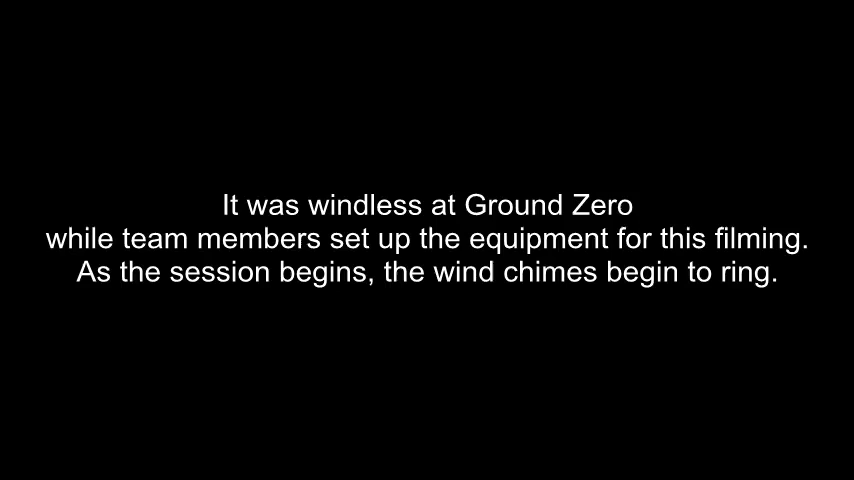 It was windless at Ground Zero
while team members set up the equipment for this filming.
As the session begins, the wind chimes begin to ring.